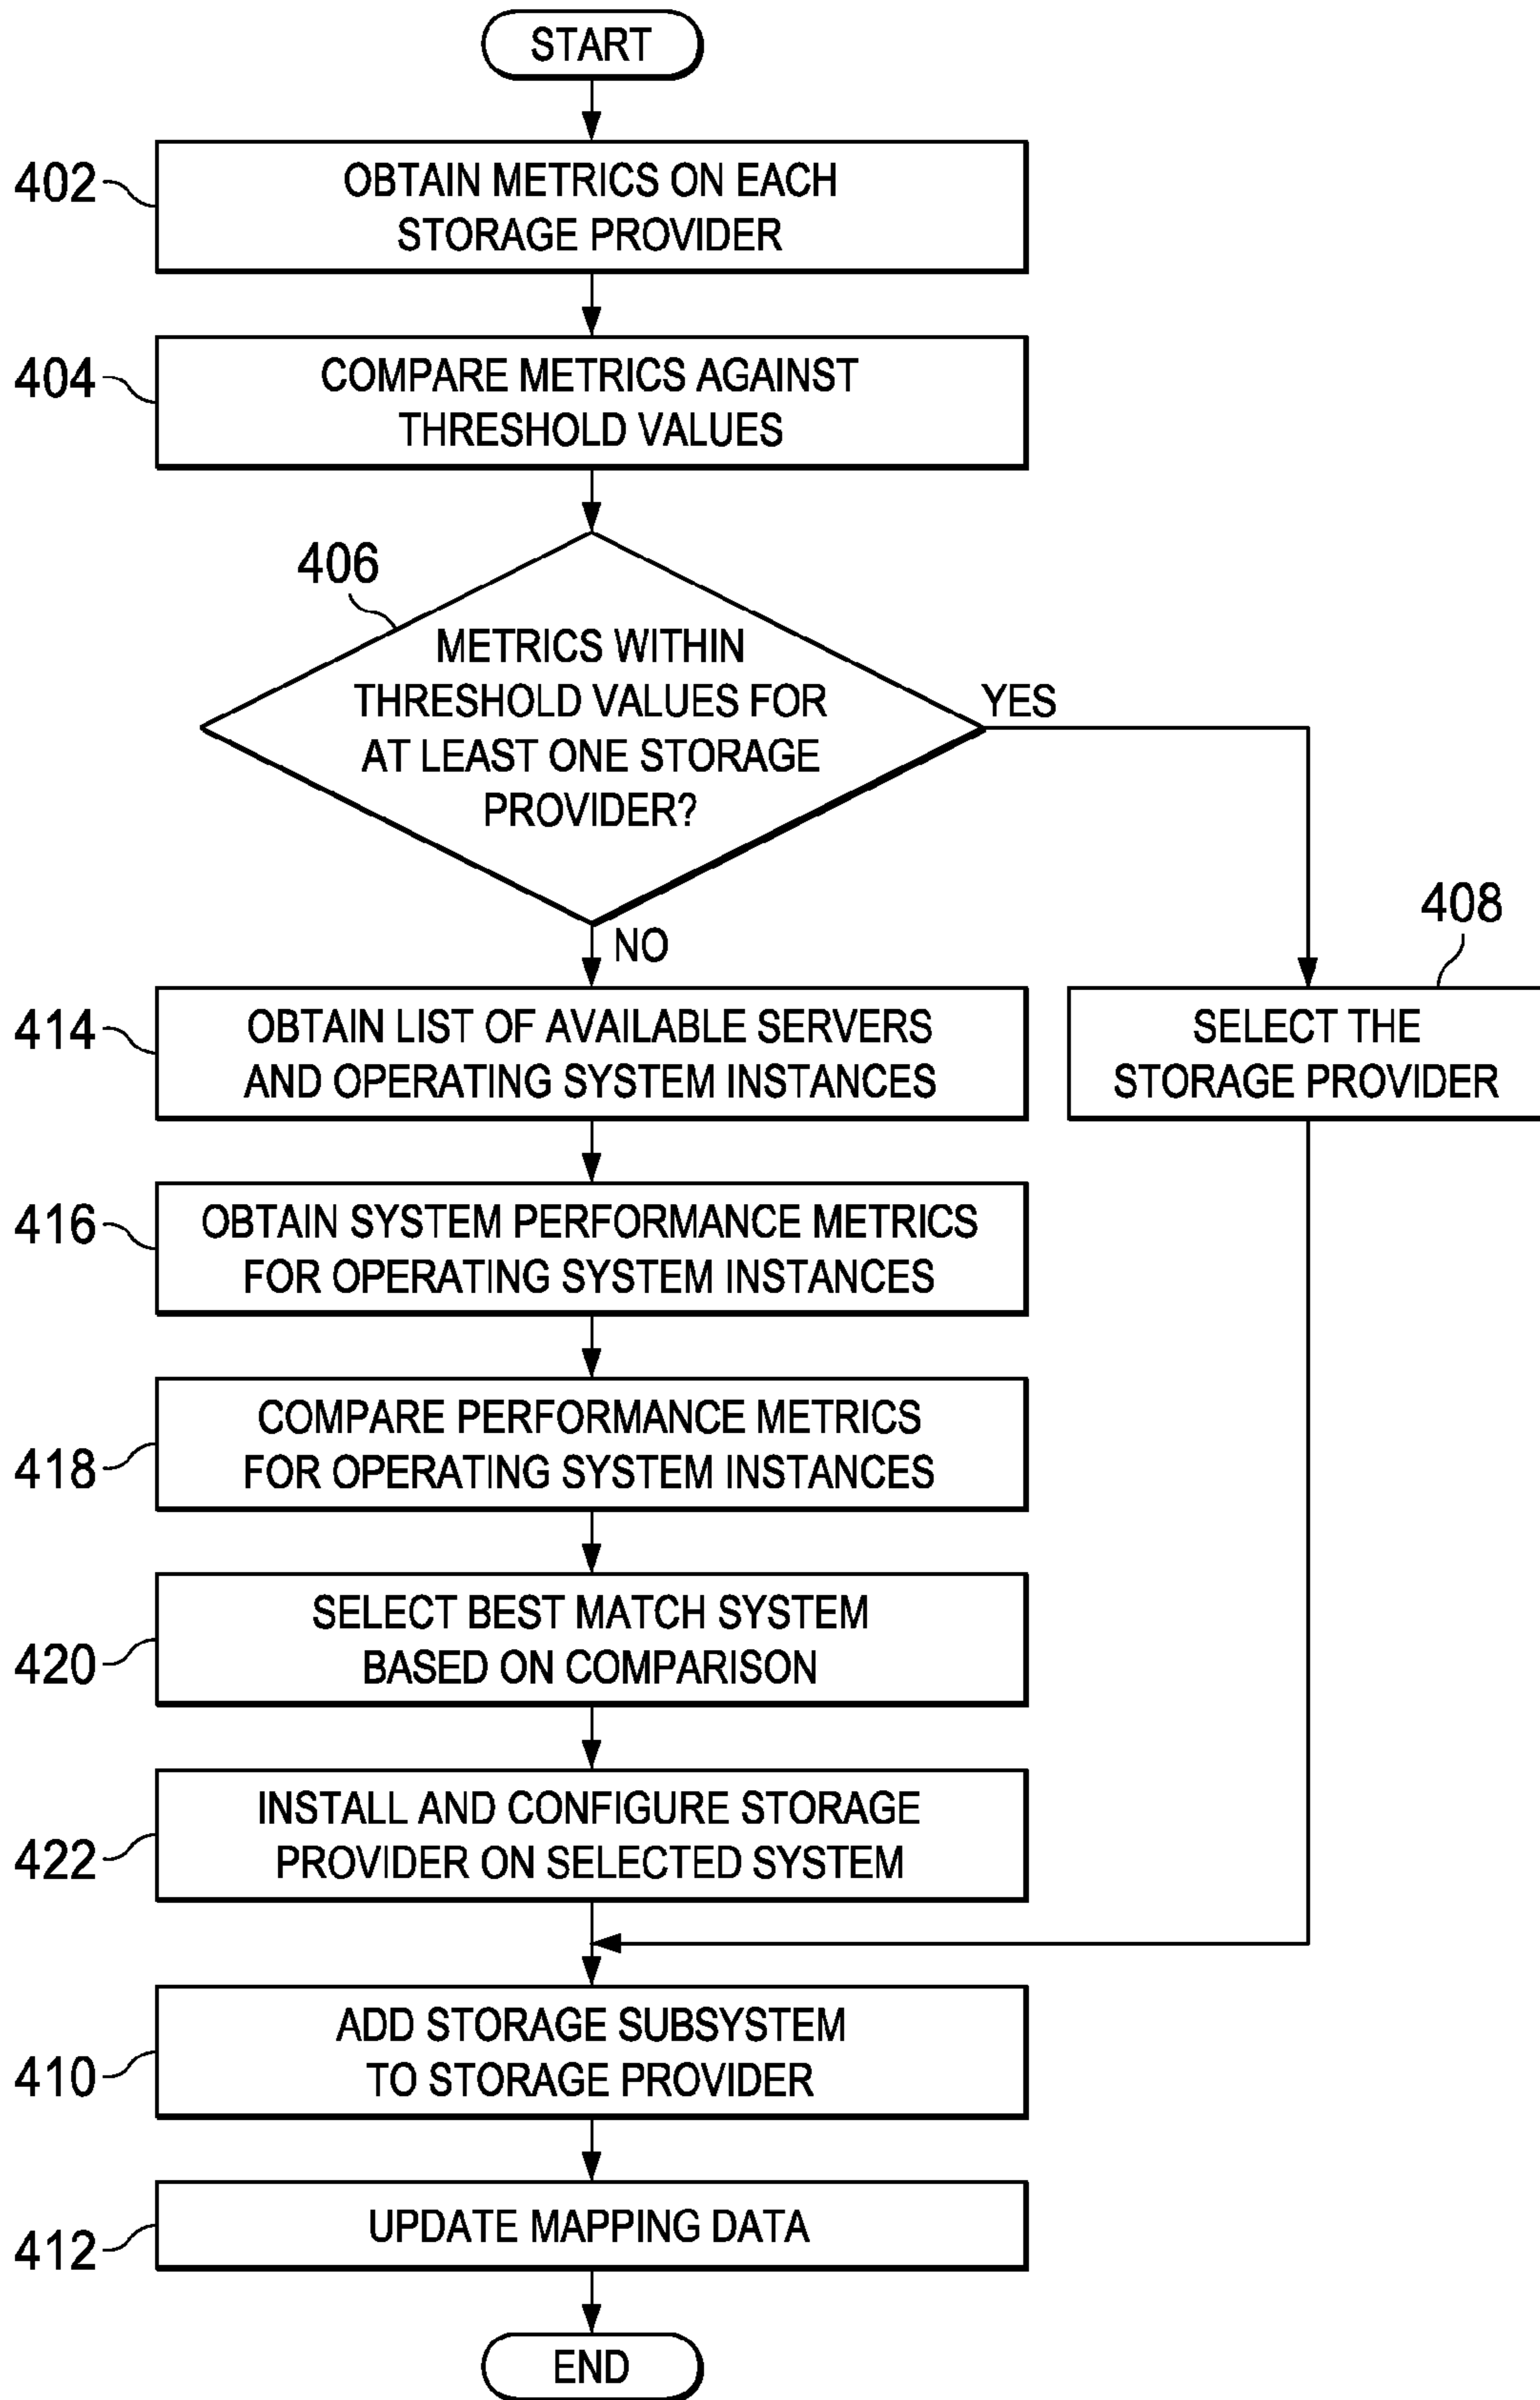 START
402
OBTAIN METRICS ON EACH
STORAGE PROVIDER
404
COMPARE METRICS AGAINST
THRESHOLD VALUES
406
METRICS WITHIN
THRESHOLD VALUES FOR
AT LEAST ONE STORAGE
PROVIDER?
YES
NO
408
SELECT THE
STORAGE PROVIDER
414
OBTAIN LIST OF AVAILABLE SERVERS
AND OPERATING SYSTEM INSTANCES
416
OBTAIN SYSTEM PERFORMANCE METRICS
FOR OPERATING SYSTEM INSTANCES
418
COMPARE PERFORMANCE METRICS
FOR OPERATING SYSTEM INSTANCES
420
SELECT BEST MATCH SYSTEM
BASED ON COMPARISON
422
INSTALL AND CONFIGURE STORAGE
PROVIDER ON SELECTED SYSTEM
410
ADD STORAGE SUBSYSTEM
TO STORAGE PROVIDER
412
UPDATE MAPPING DATA
END